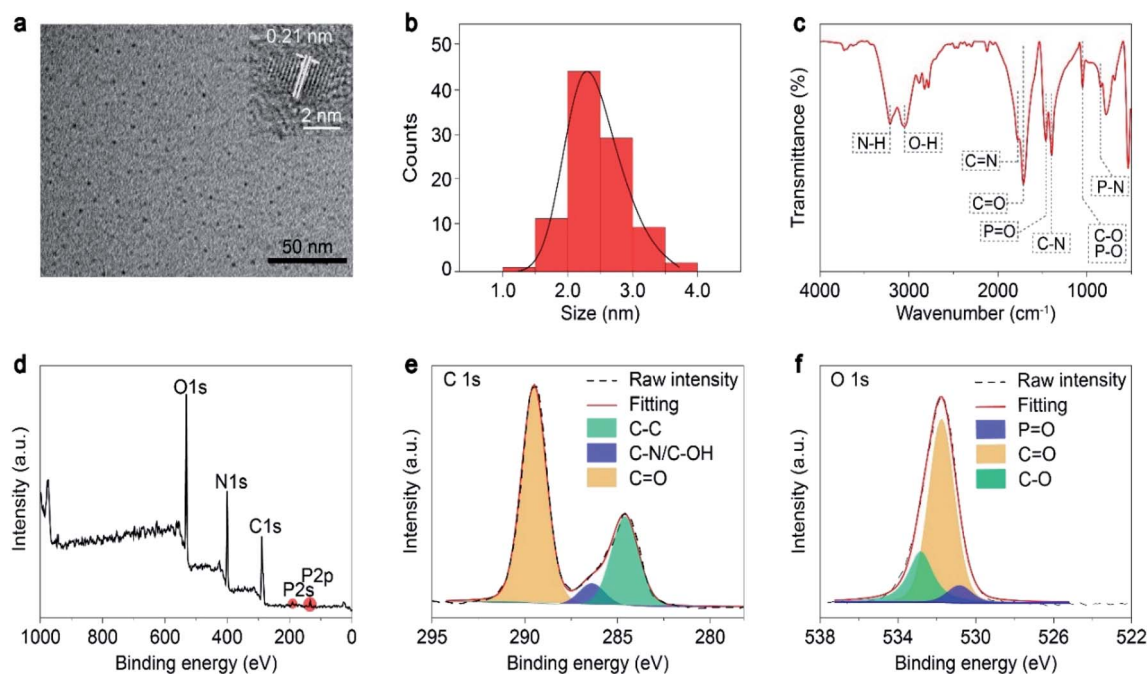 a
0.21 nm
2 nm
50 nm
b
Counts
50
40
30
20
10
0
1.0 2.0 3.0 4.0
Size (nm)
c
Transmittance (%)
N-H
O-H
C=N
C=O
P=O
C-N
P-N
C-O
P-O
4000 3000 2000 1000
Wavenumber (cm⁻¹)
d
Intensity (a.u.)
O1s
N1s
C1s
P2s
P2p
1000 800 600 400 200 0
Binding energy (eV)
e
C 1s
Raw intensity
Fitting
C-C
C-N/C-OH
C=O
Intensity (a.u.)
295 290 285 280
Binding energy (eV)
f
O 1s
Raw intensity
Fitting
P=O
C=O
C-O
Intensity (a.u.)
538 534 530 526 522
Binding energy (eV)